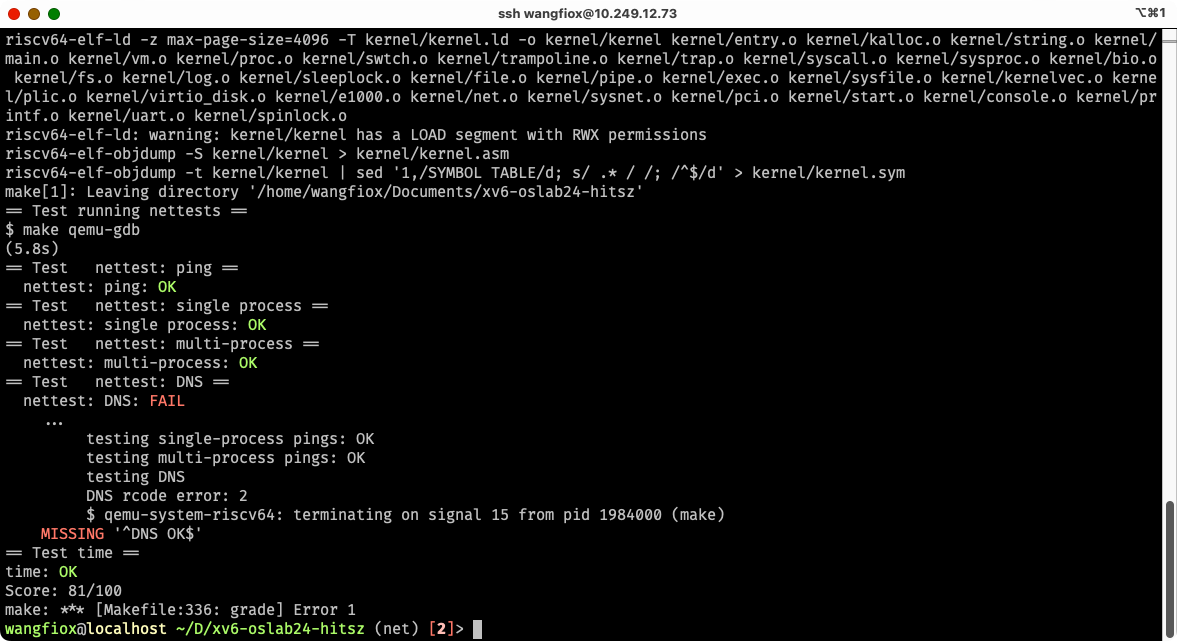 ssh wangfiox@10.249.12.73
⌥⌘1
riscv64-elf-ld -z max-page-size=4096 -T kernel/kernel.ld -o kernel/kernel kernel/entry.o kernel/kalloc.o kernel/string.o kernel/
main.o kernel/vm.o kernel/proc.o kernel/swtch.o kernel/trampoline.o kernel/trap.o kernel/syscall.o kernel/sysproc.o kernel/bio.o
kernel/fs.o kernel/log.o kernel/sleeplock.o kernel/file.o kernel/pipe.o kernel/exec.o kernel/sysfile.o kernel/kernelvec.o kerne
l/plic.o kernel/virtio_disk.o kernel/e1000.o kernel/net.o kernel/sysnet.o kernel/pci.o kernel/start.o kernel/console.o kernel/pr
intf.o kernel/uart.o kernel/spinlock.o
riscv64-elf-ld: warning: kernel/kernel has a LOAD segment with RWX permissions
riscv64-elf-objdump -S kernel/kernel > kernel/kernel.asm
riscv64-elf-objdump -t kernel/kernel | sed '1,/SYMBOL TABLE/d; s/ .* / /; /^$/d' > kernel/kernel.sym
make[1]: Leaving directory '/home/wangfiox/Documents/xv6-oslab24-hitsz'
== Test running nettests ==
$ make qemu-gdb
(5.8s)
== Test   nettest: ping ==
  nettest: ping: OK
== Test   nettest: single process ==
  nettest: single process: OK
== Test   nettest: multi-process ==
  nettest: multi-process: OK
== Test   nettest: DNS ==
  nettest: DNS: FAIL
    ...
         testing single-process pings: OK
         testing multi-process pings: OK
         testing DNS
         DNS rcode error: 2
         $ qemu-system-riscv64: terminating on signal 15 from pid 1984000 (make)
    MISSING '^DNS OK$'
== Test time ==
time: OK
Score: 81/100
make: *** [Makefile:336: grade] Error 1
wangfiox@localhost ~/D/xv6-oslab24-hitsz (net) [2]>